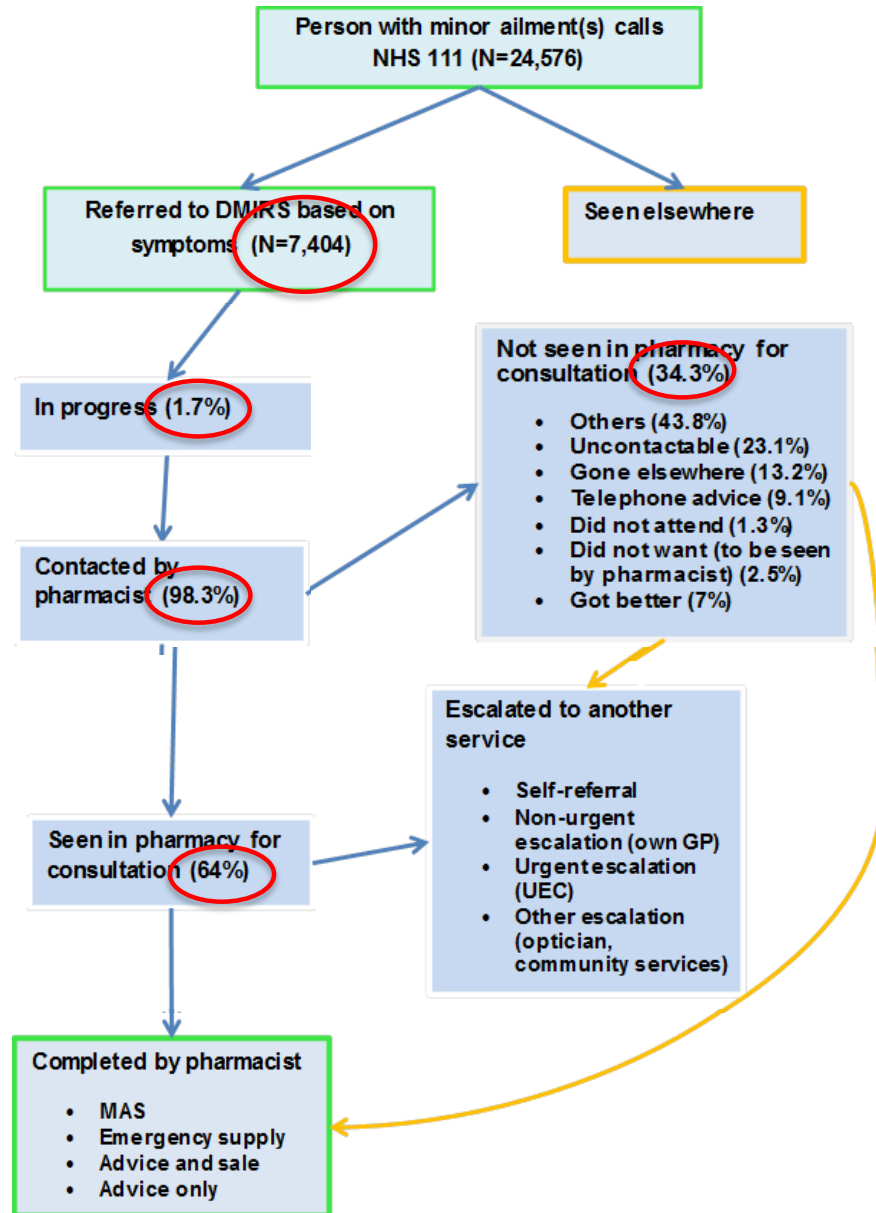 Person with minor ailment(s) calls
NHS 111 (N=24,576)
Referred to DMIRS based on
symptoms (N=7,404)
Seen elsewhere
In progress (1.7%)
Not seen in pharmacy for
consultation (34.3%)
• Others (43.8%)
• Uncontactable (23.1%)
• Gone elsewhere (13.2%)
• Telephone advice (9.1%)
• Did not attend (1.3%)
• Did not want (to be seen
by pharmacist) (2.5%)
• Got better (7%)
Contacted by
pharmacist (98.3%)
Escalated to another
service
• Self-referral
• Non-urgent
escalation (own GP)
• Urgent escalation
(UEC)
• Other escalation
(optician,
community services)
Seen in pharmacy for
consultation (64%)
Completed by pharmacist
• MAS
• Emergency supply
• Advice and sale
• Advice only